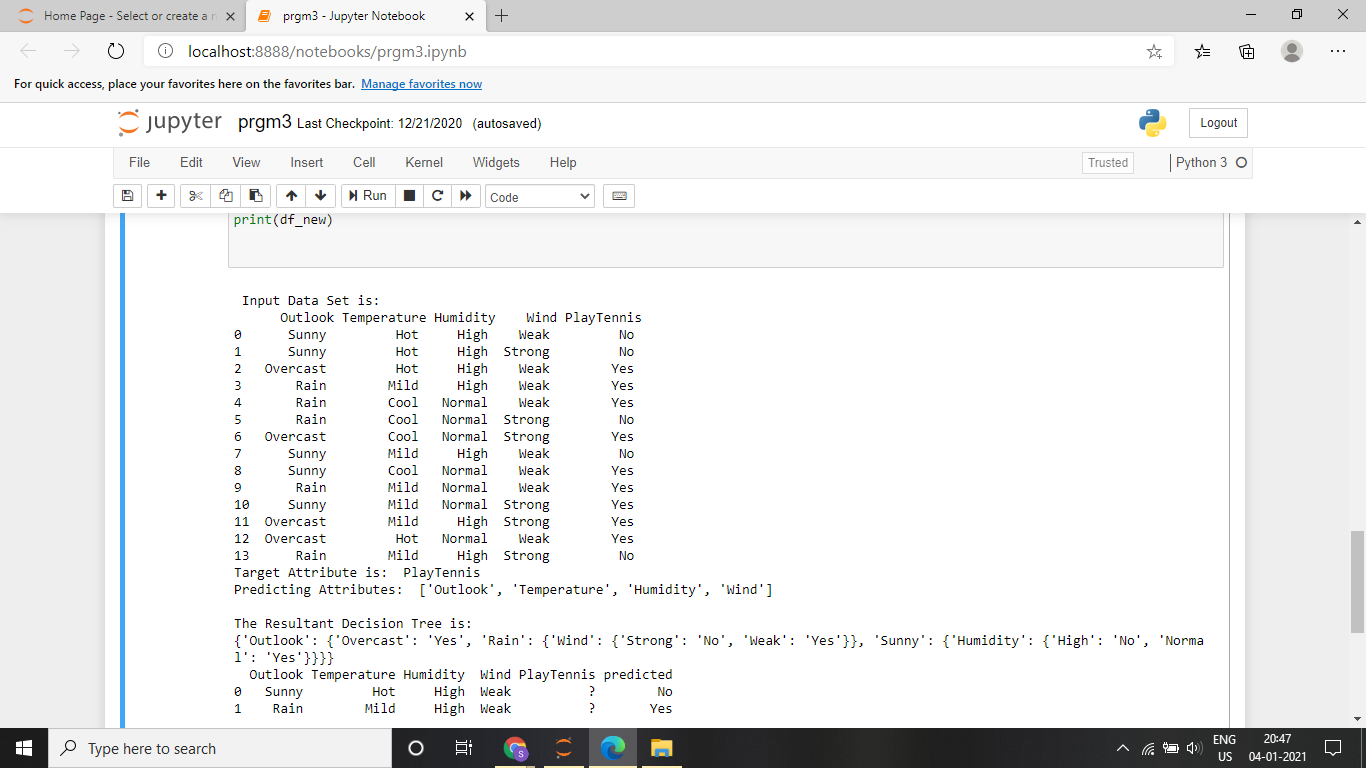 Home Page - Select or create a n
prgm3 - Jupyter Notebook
localhost:8888/notebooks/prgm3.ipynb
For quick access, place your favorites here on the favorites bar. Manage favorites now
jupyter prgm3 Last Checkpoint: 12/21/2020 (autosaved)
Logout
File Edit View Insert Cell Kernel Widgets Help
Trusted
Python 3
Run
Code
print(df_new)
Input Data Set is:
Outlook Temperature Humidity Wind PlayTennis
0 Sunny Hot High Weak No
1 Sunny Hot High Strong No
2 Overcast Hot High Weak Yes
3 Rain Mild High Weak Yes
4 Rain Cool Normal Weak Yes
5 Rain Cool Normal Strong No
6 Overcast Cool Normal Strong Yes
7 Sunny Mild High Weak No
8 Sunny Cool Normal Weak Yes
9 Rain Mild Normal Weak Yes
10 Sunny Mild Normal Strong Yes
11 Overcast Mild High Strong Yes
12 Overcast Hot Normal Weak Yes
13 Rain Mild High Strong No
Target Attribute is: PlayTennis
Predicting Attributes: ['Outlook', 'Temperature', 'Humidity', 'Wind']
The Resultant Decision Tree is:
{'Outlook': {'Overcast': 'Yes', 'Rain': {'Wind': {'Strong': 'No', 'Weak': 'Yes'}}, 'Sunny': {'Humidity': {'High': 'No', 'Norma
l': 'Yes'}}}}
Outlook Temperature Humidity Wind PlayTennis predicted
0 Sunny Hot High Weak ? No
1 Rain Mild High Weak ? Yes
Type here to search
S
ENG
US
20:47
04-01-2021